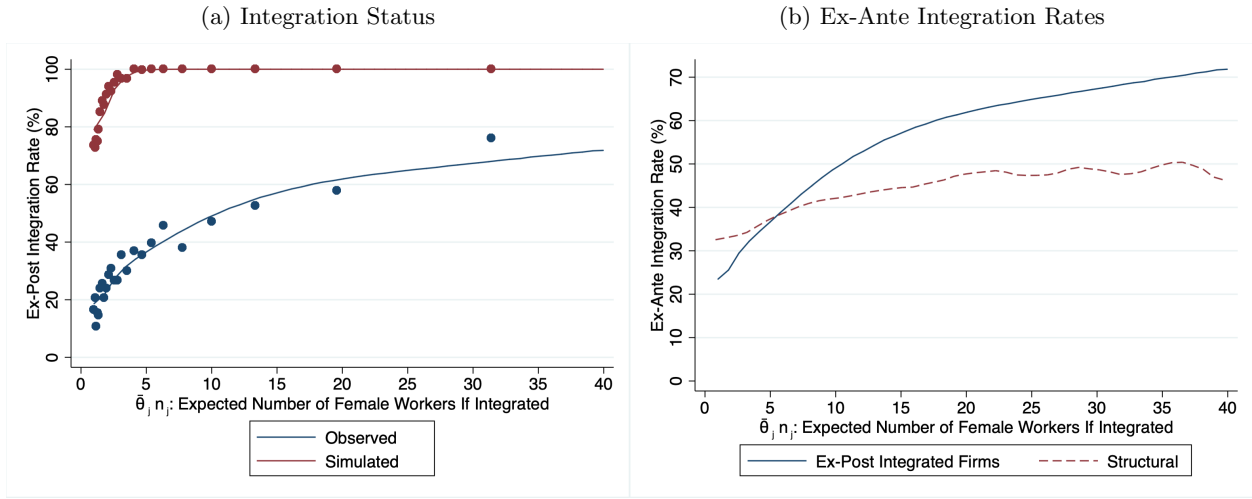 (a) Integration Status
Ex-Post Integration Rate (%)
100
80
60
40
20
0
0 5 10 15 20 25 30 35 40
θ̄ j n j: Expected Number of Female Workers If Integrated
Observed
Simulated
(b) Ex-Ante Integration Rates
Ex-Ante Integration Rate (%)
70
60
50
40
30
20
10
0
0 5 10 15 20 25 30 35 40
θ̄ j n j: Expected Number of Female Workers If Integrated
Ex-Post Integrated Firms Structural